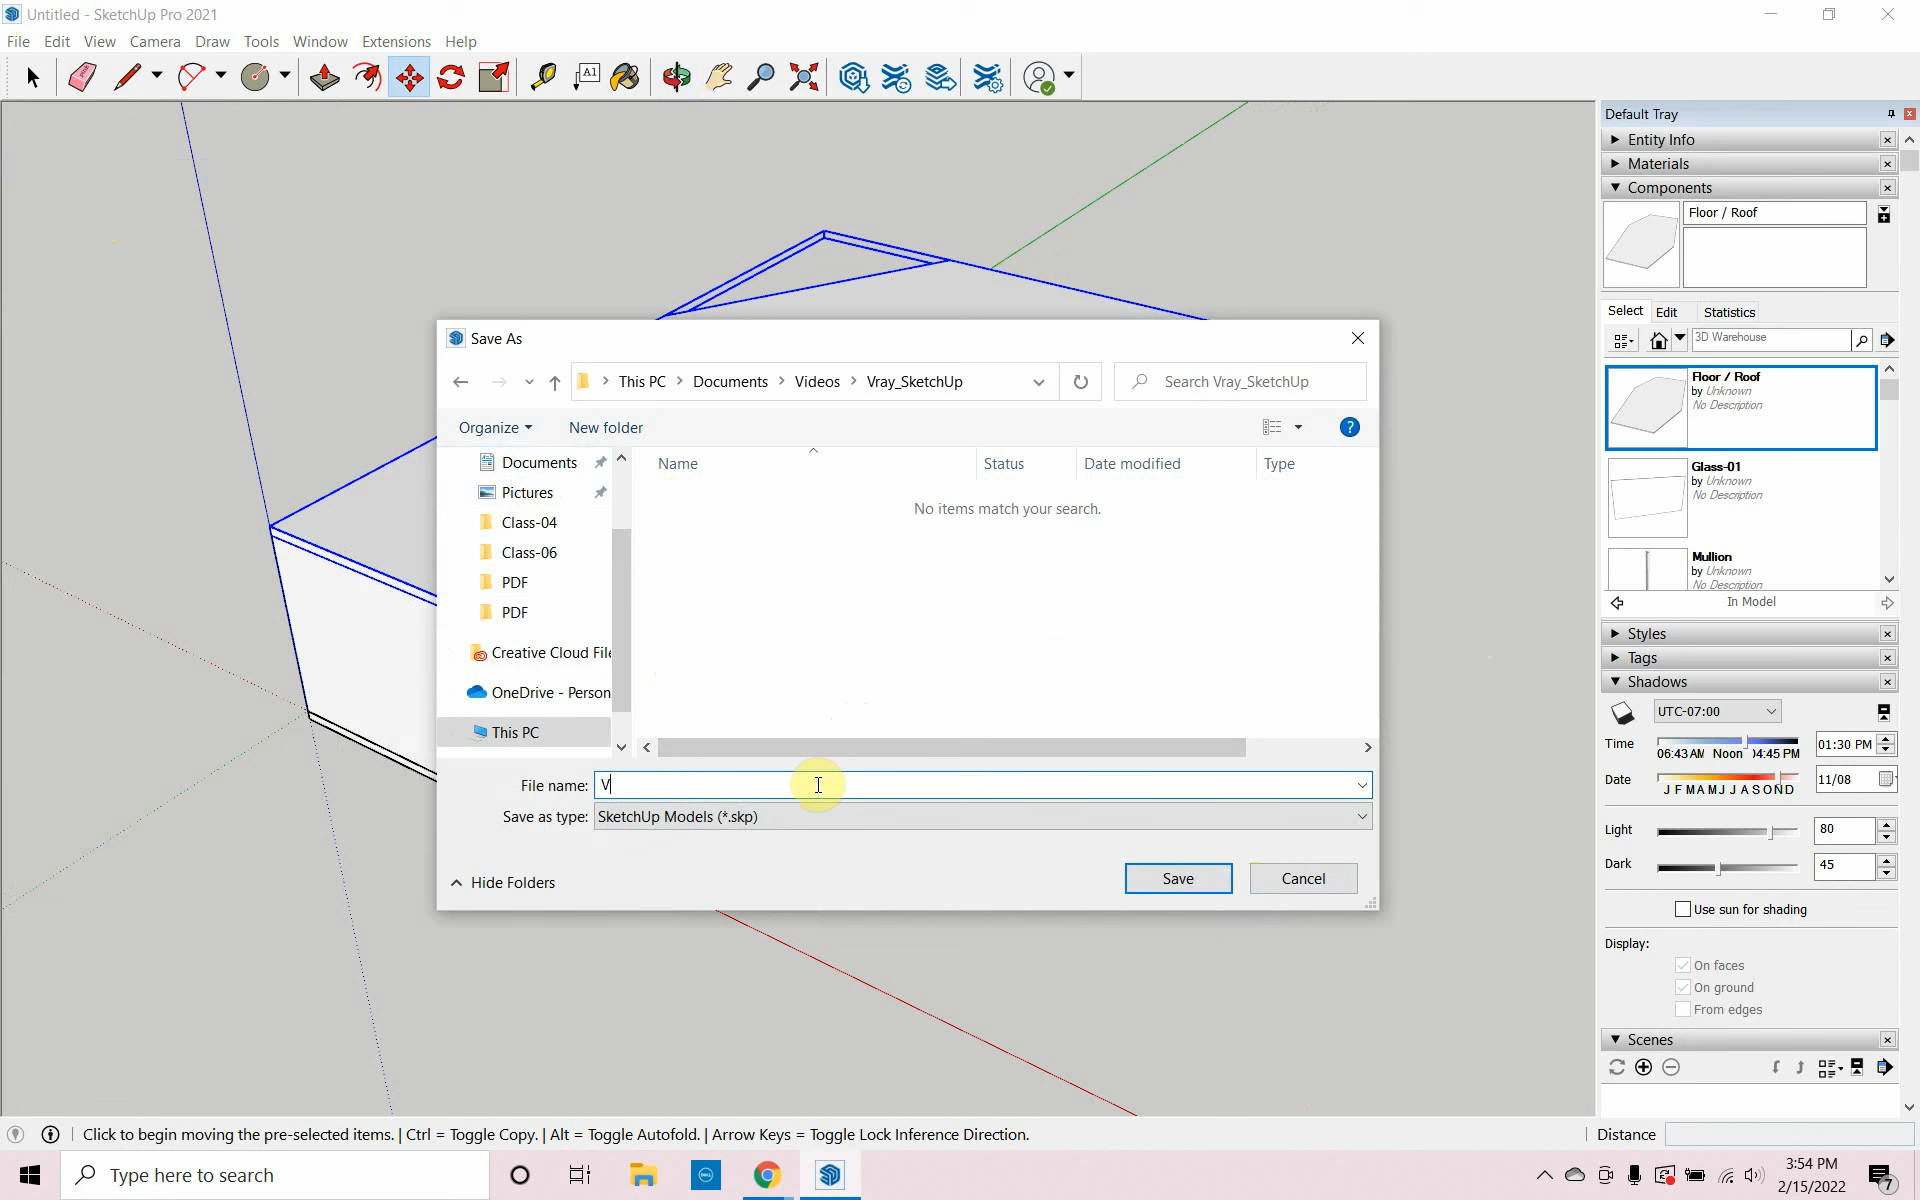 Untitled - SketchUp Pro 2021
File Edit View Camera Draw Tools Window Extensions Help
A1
Default Tray
Entity Info
Materials
Components
Floor / Roof
Select Edit Statistics
3D Warehouse
Floor / Roof
by Unknown
No Description
Glass-01
by Unknown
No Description
Mullion
by Unknown
No Description
In Model
Styles
Tags
Shadows
UTC-07:00
Time
06:43 AM Noon 04:45 PM
01:30 PM
Date
J F M A M J J A S O N D
11/08
Light 80
Dark 45
Use sun for shading
Display:
On faces
On ground
From edges
Scenes
Save As
This PC > Documents > Videos > Vray_SketchUp
Search Vray_SketchUp
Organize New folder
?
Documents
Pictures
Class-04
Class-06
PDF
PDF
Creative Cloud File
OneDrive - Person
This PC
Name Status Date modified Type
No items match your search.
File name: V
Save as type: SketchUp Models (*.skp)
Hide Folders
Save Cancel
Click to begin moving the pre-selected items. | Ctrl = Toggle Copy. | Alt = Toggle Autofold. | Arrow Keys = Toggle Lock Inference Direction.
Distance
Type here to search
DELL
3:54 PM
2/15/2022
7